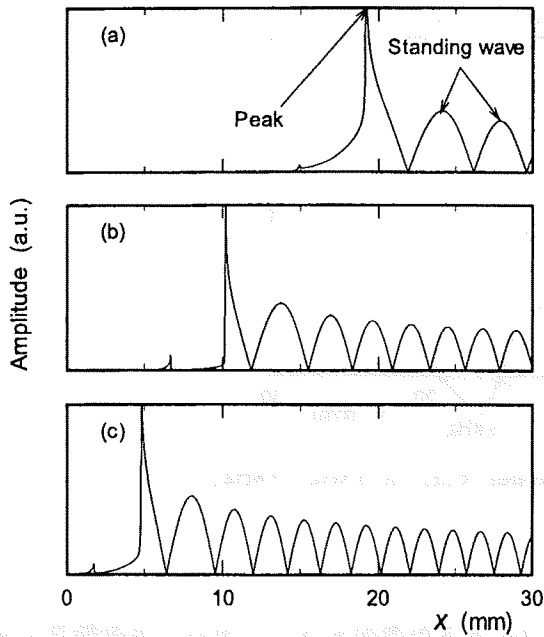 (a)
Standing wave
Peak
(b)
(c)
Amplitude (a.u.)
0 10 20 30
x (mm)